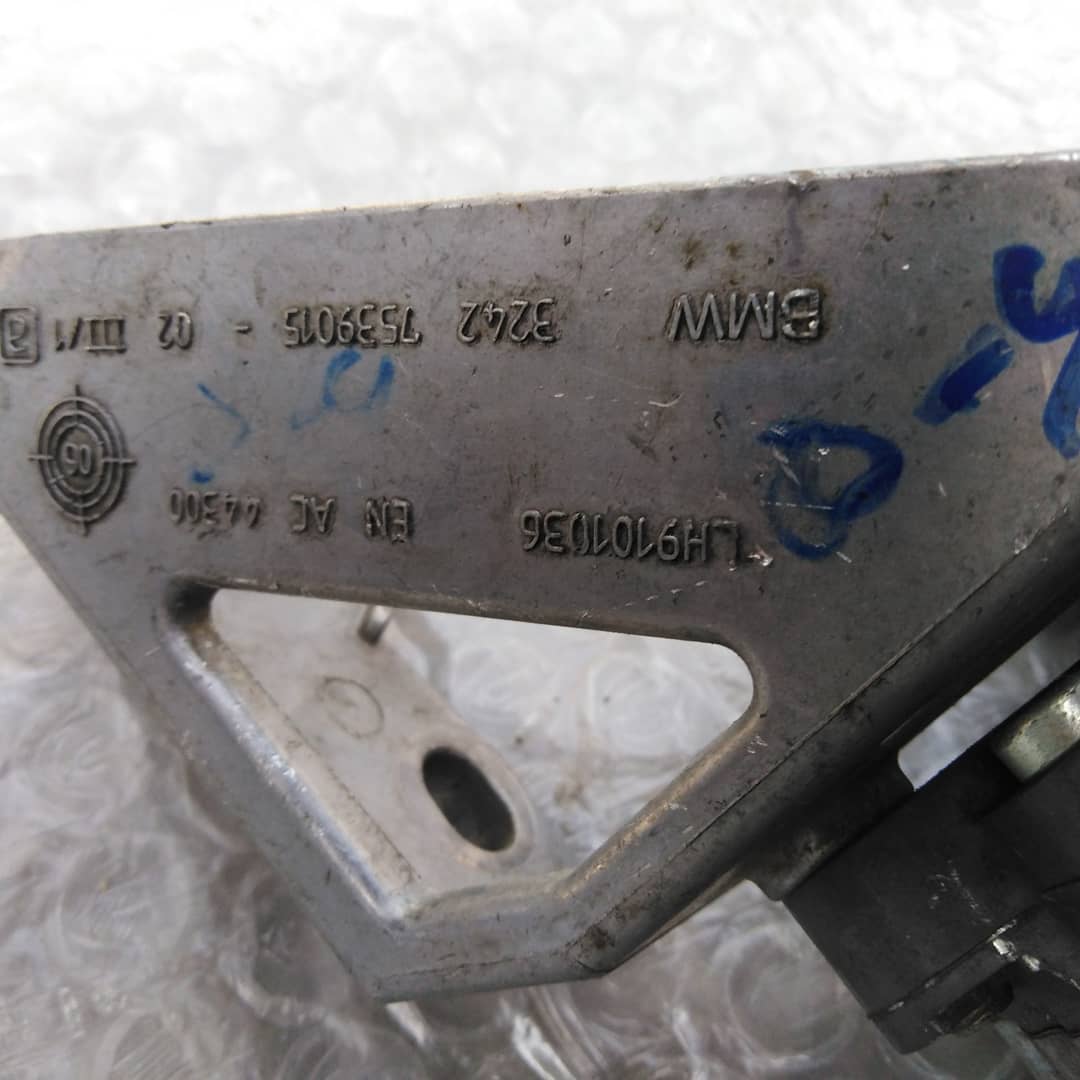 LH9101036 EN AC 44300
BMW 3242 7539015 - 02 III/1 a